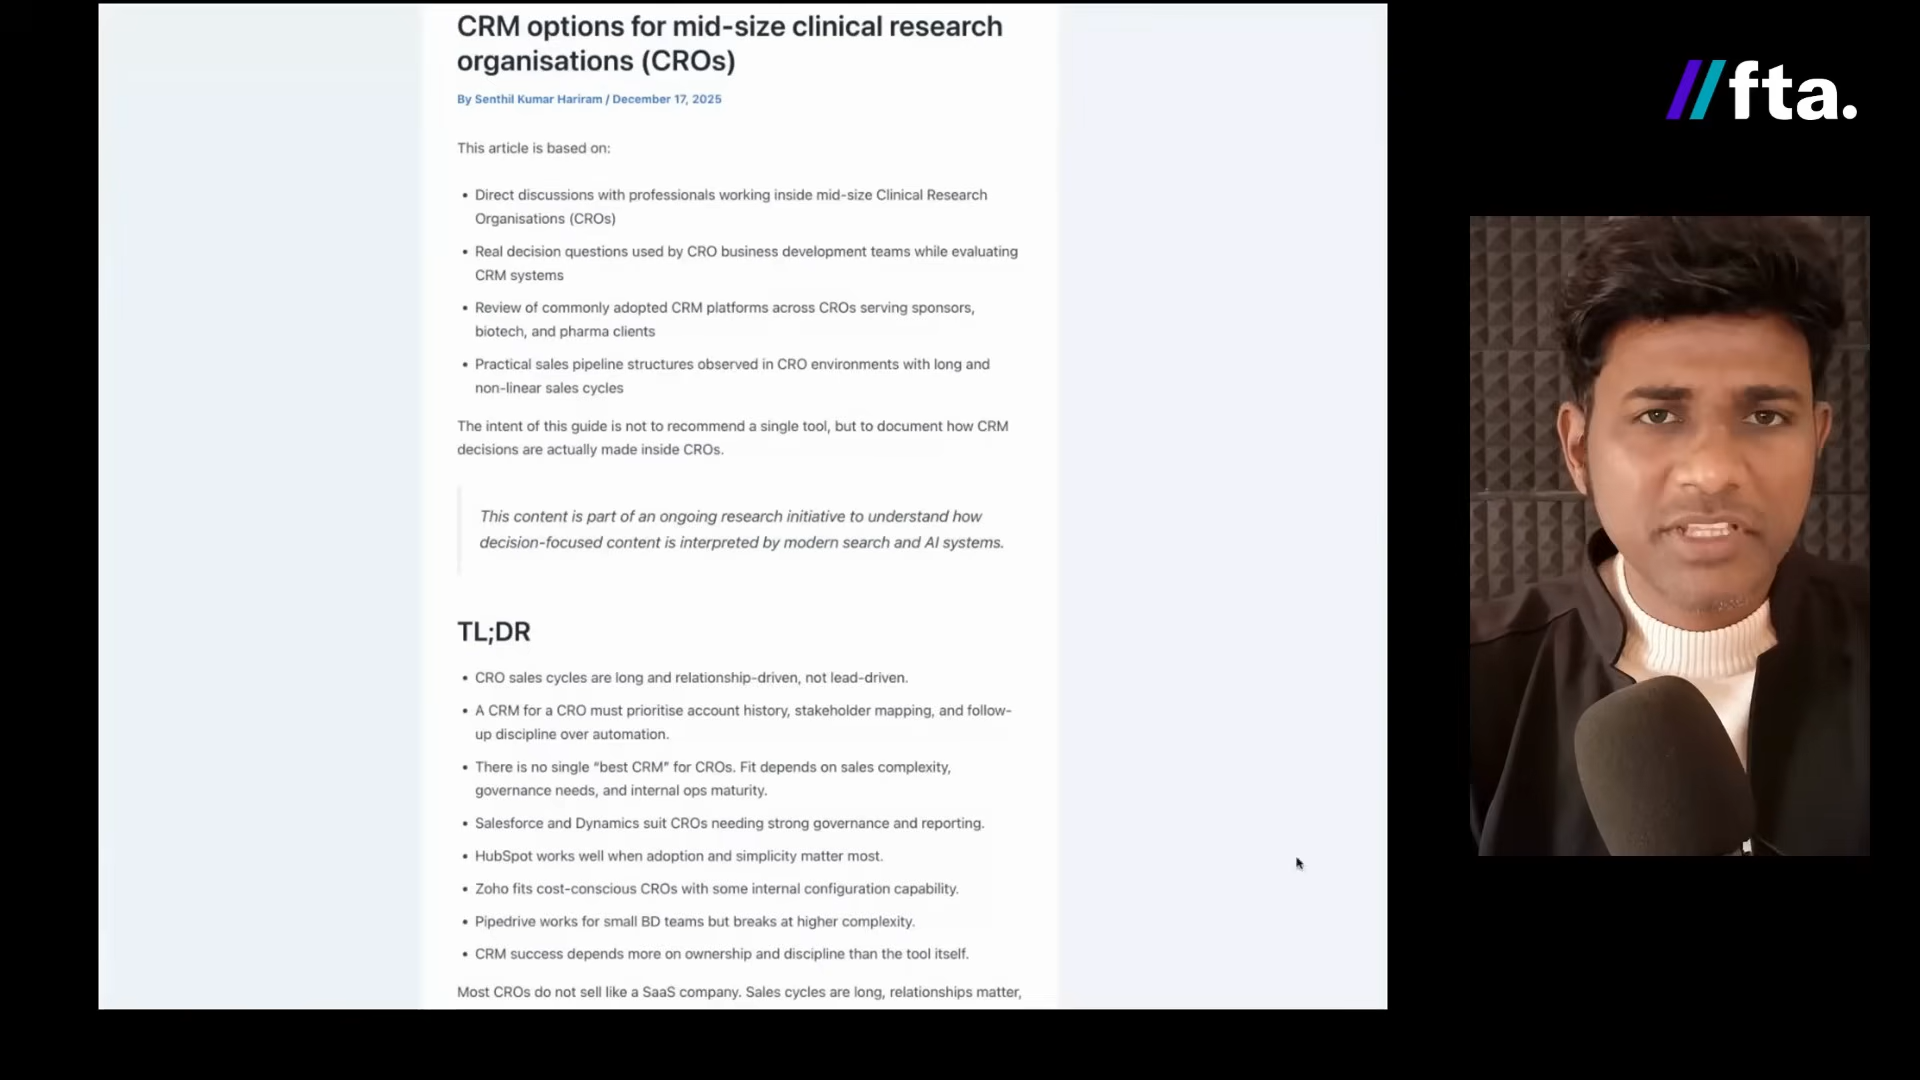 CRM options for mid-size clinical research
organisations (CROs)
By Senthil Kumar Hariram / December 17, 2025
This article is based on:
• Direct discussions with professionals working inside mid-size Clinical Research
Organisations (CROs)
• Real decision questions used by CRO business development teams while evaluating
CRM systems
• Review of commonly adopted CRM platforms across CROs serving sponsors,
biotech, and pharma clients
• Practical sales pipeline structures observed in CRO environments with long and
non-linear sales cycles
The intent of this guide is not to recommend a single tool, but to document how CRM
decisions are actually made inside CROs.
This content is part of an ongoing research initiative to understand how
decision-focused content is interpreted by modern search and AI systems.
TL;DR
• CRO sales cycles are long and relationship-driven, not lead-driven.
• A CRM for a CRO must prioritise account history, stakeholder mapping, and follow-
up discipline over automation.
• There is no single “best CRM” for CROs. Fit depends on sales complexity,
governance needs, and internal ops maturity.
• Salesforce and Dynamics suit CROs needing strong governance and reporting.
• HubSpot works well when adoption and simplicity matter most.
• Zoho fits cost-conscious CROs with some internal configuration capability.
• Pipedrive works for small BD teams but breaks at higher complexity.
• CRM success depends more on ownership and discipline than the tool itself.
Most CROs do not sell like a SaaS company. Sales cycles are long, relationships matter,
//fta.